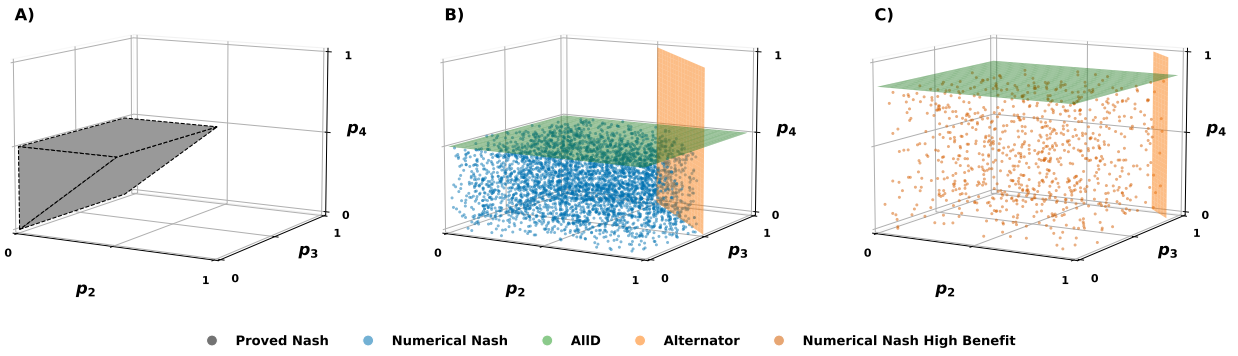 A)
B)
C)
1
p4
0
1
p3
0
p2
1
0
1
p4
0
1
p3
0
p2
1
0
1
p4
0
1
p3
0
p2
1
0
Proved Nash
Numerical Nash
AllD
Alternator
Numerical Nash High Benefit